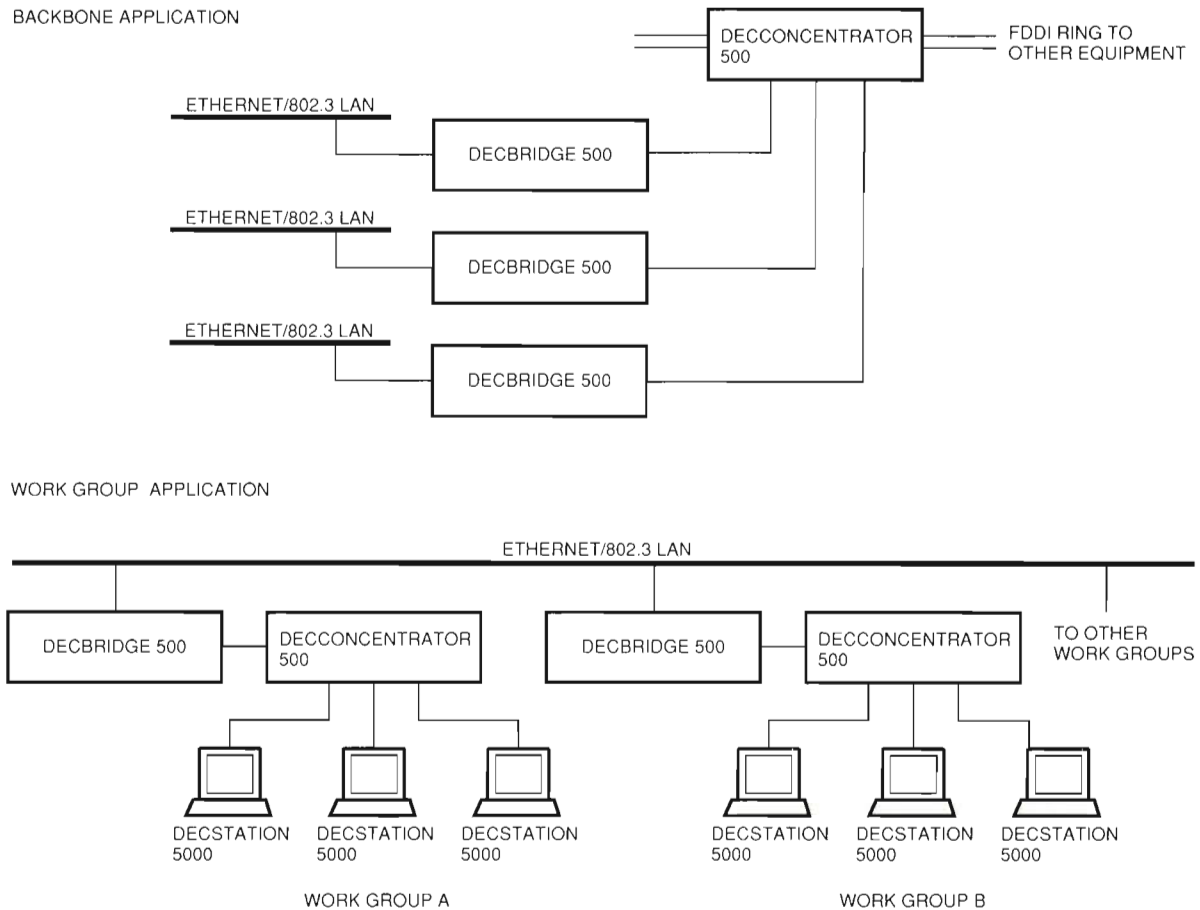 BACKBONE APPLICATION
DECCONCENTRATOR
500
FDDI RING TO
OTHER EQUIPMENT
ETHERNET/802.3 LAN
DECBRIDGE 500
ETHERNET/802.3 LAN
DECBRIDGE 500
ETHERNET/802.3 LAN
DECBRIDGE 500
WORK GROUP APPLICATION
ETHERNET/802.3 LAN
DECBRIDGE 500
DECCONCENTRATOR
500
DECBRIDGE 500
DECCONCENTRATOR
500
TO OTHER
WORK GROUPS
DECSTATION
5000
DECSTATION
5000
DECSTATION
5000
DECSTATION
5000
DECSTATION
5000
DECSTATION
5000
WORK GROUP A
WORK GROUP B